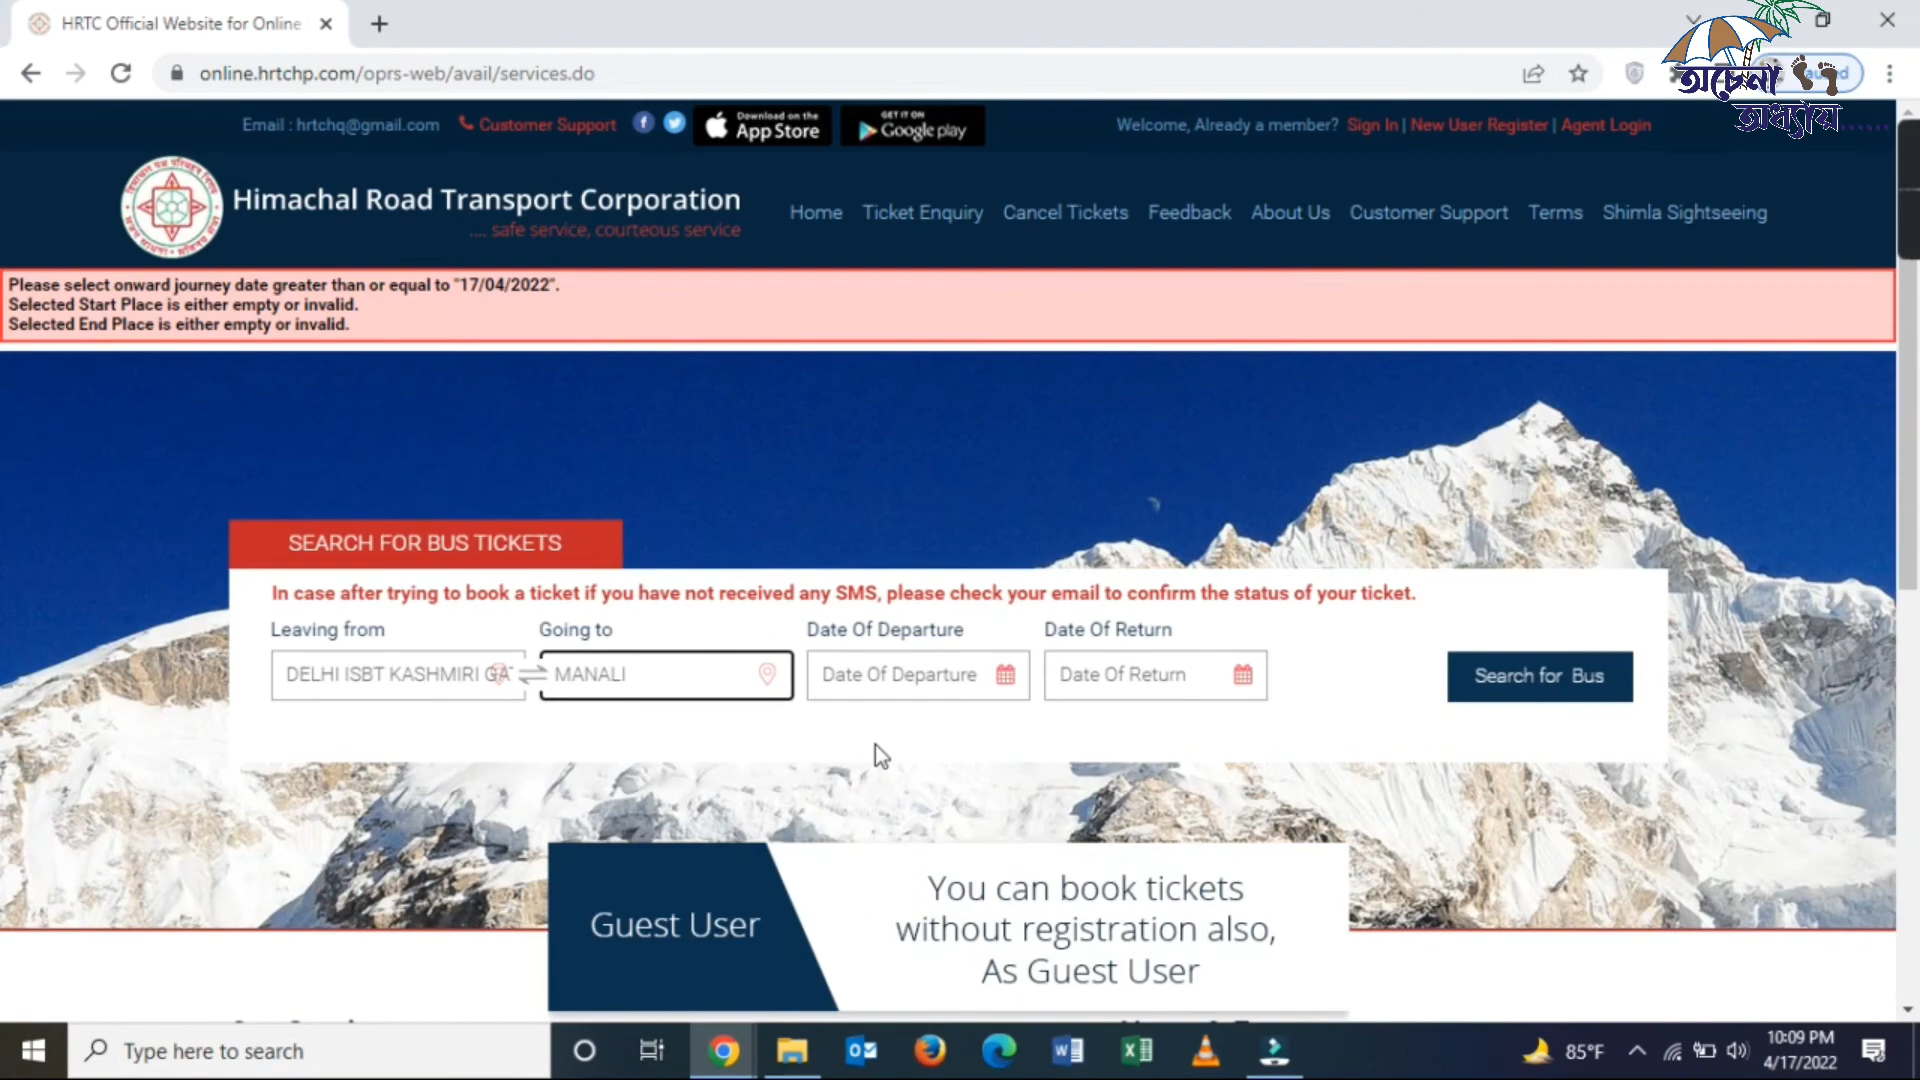 HRTC Official Website for Online
online.hrtchp.com/oprs-web/avail/services.do
অচেনা
অধ্যায়
Email : hrtchq@gmail.com
Customer Support
Download on the
App Store
GET IT ON
Google play
Welcome, Already a member? Sign In | New User Register | Agent Login
Himachal Road Transport Corporation
.... safe service, courteous service
Home
Ticket Enquiry
Cancel Tickets
Feedback
About Us
Customer Support
Terms
Shimla Sightseeing
Please select onward journey date greater than or equal to "17/04/2022".
Selected Start Place is either empty or invalid.
Selected End Place is either empty or invalid.
SEARCH FOR BUS TICKETS
In case after trying to book a ticket if you have not received any SMS, please check your email to confirm the status of your ticket.
Leaving from
Going to
Date Of Departure
Date Of Return
DELHI ISBT KASHMIRI GAT
MANALI
Date Of Departure
Date Of Return
Search for Bus
Guest User
You can book tickets
without registration also,
As Guest User
Type here to search
85°F
10:09 PM
4/17/2022